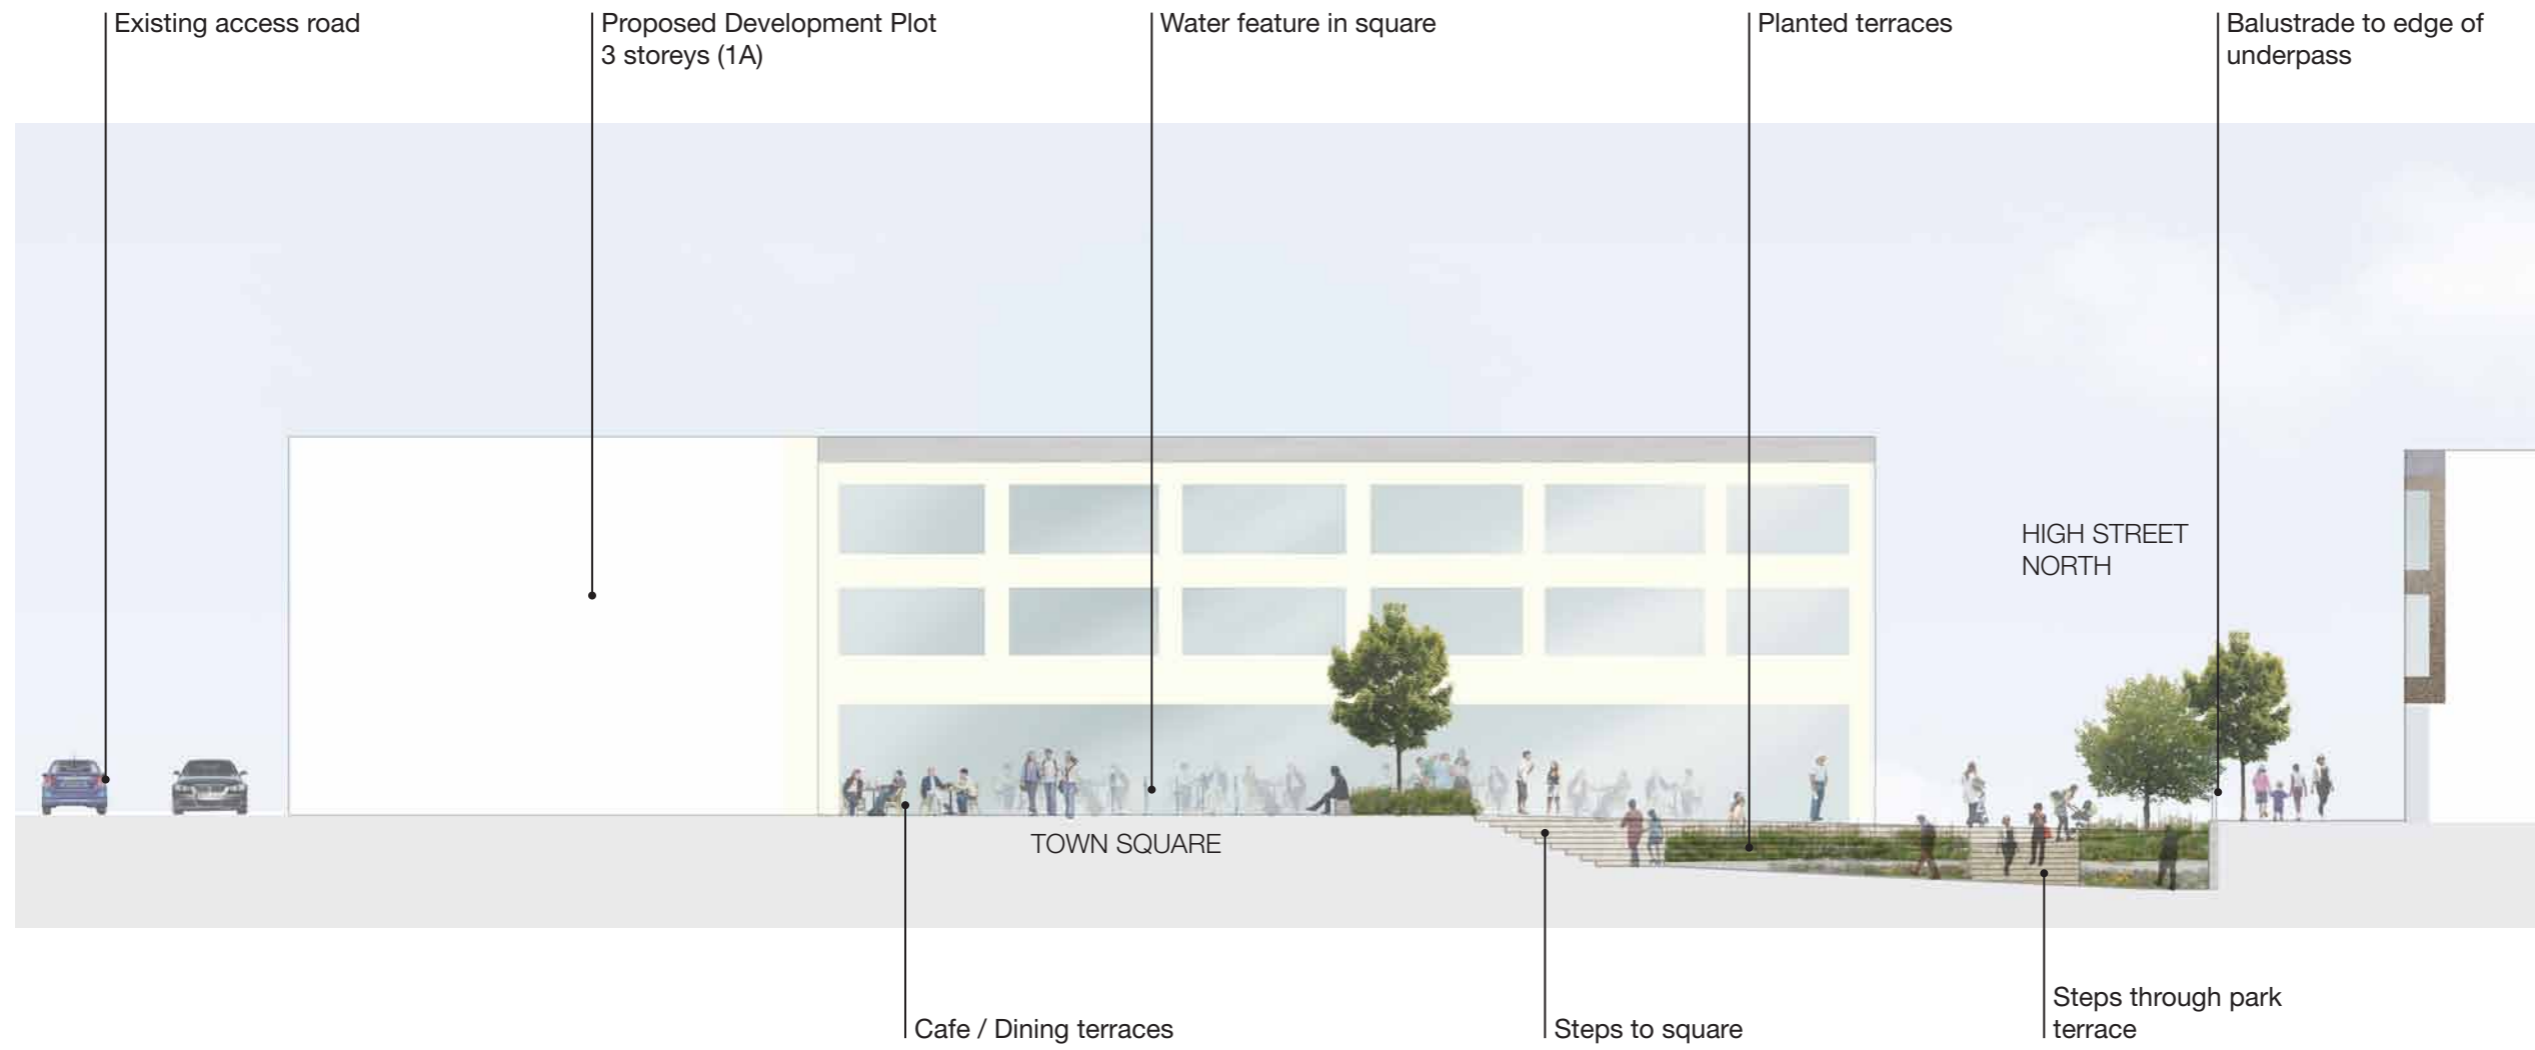 Existing access road
Proposed Development Plot
3 storeys (1A)
Water feature in square
Planted terraces
Balustrade to edge of
underpass
HIGH STREET
NORTH
TOWN SQUARE
Cafe / Dining terraces
Steps to square
Steps through park
terrace